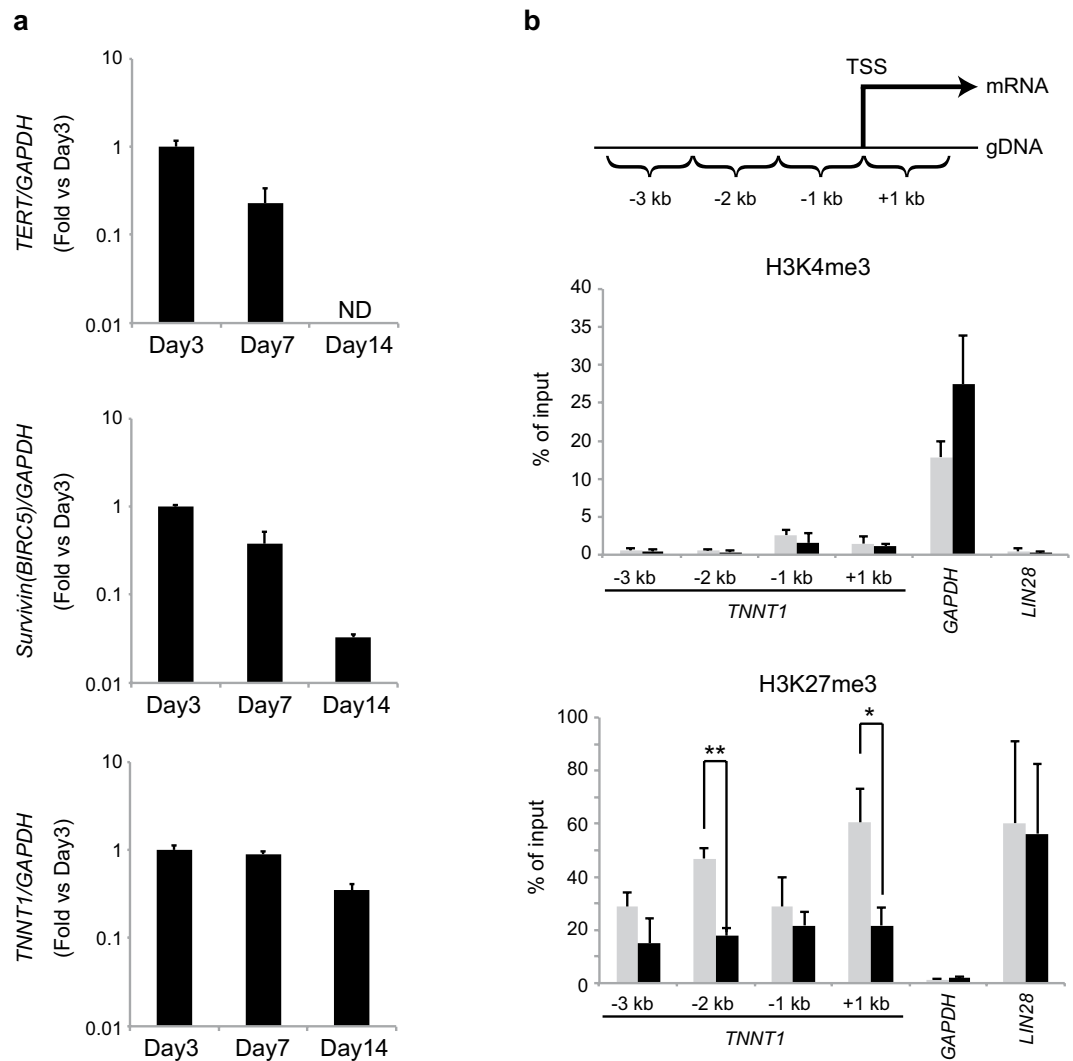 a
TERT/GAPDH
(Fold vs Day3)
10
1
0.1
0.01
ND
Day3 Day7 Day14
Survivin(BIRC5)/GAPDH
(Fold vs Day3)
10
1
0.1
0.01
Day3 Day7 Day14
TNNT1/GAPDH
(Fold vs Day3)
10
1
0.1
0.01
Day3 Day7 Day14
b
TSS
mRNA
gDNA
-3 kb -2 kb -1 kb +1 kb
H3K4me3
% of input
40
35
30
25
20
10
5
0
-3 kb -2 kb -1 kb +1 kb
TNNT1
GAPDH
LIN28
H3K27me3
% of input
100
80
60
40
20
0
** *
-3 kb -2 kb -1 kb +1 kb
TNNT1
GAPDH
LIN28